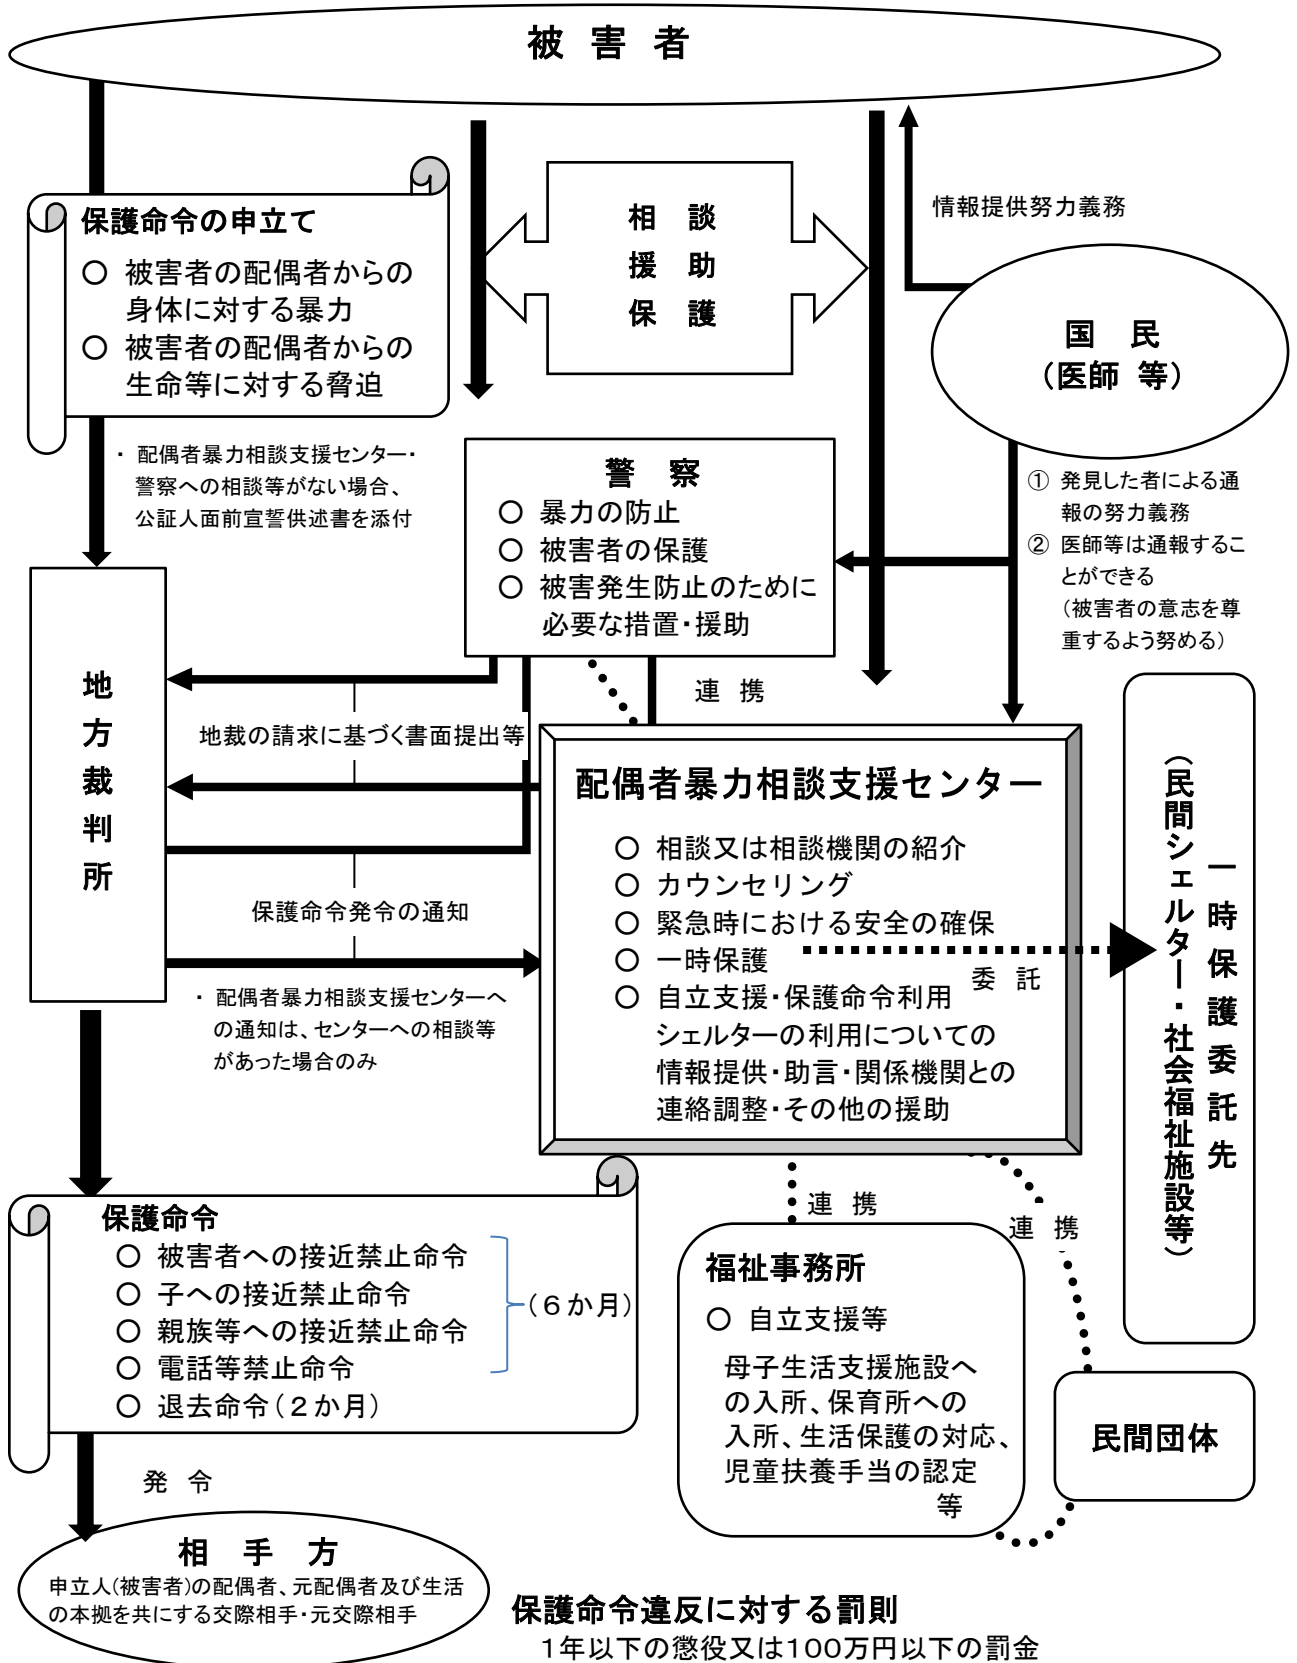 被 害 者
保護命令の申立て
○ 被害者の配偶者からの
身体に対する暴力
○ 被害者の配偶者からの
生命等に対する脅迫
相 談
援 助
保 護
情報提供努力義務
国 民
(医師 等)
・ 配偶者暴力相談支援センター・
警察への相談等がない場合、
公証人面前宣誓供述書を添付
警 察
○ 暴力の防止
○ 被害者の保護
○ 被害発生防止のために
必要な措置・援助
① 発見した者による通
報の努力義務
② 医師等は通報するこ
とができる
(被害者の意志を尊
重するよう努める)
地方裁判所
連 携
地裁の請求に基づく書面提出等
配偶者暴力相談支援センター
○ 相談又は相談機関の紹介
○ カウンセリング
○ 緊急時における安全の確保
○ 一時保護
○ 自立支援・保護命令利用
シェルターの利用についての
情報提供・助言・関係機関との
連絡調整・その他の援助
委 託
一時保護委託先
(民間シェルター・社会福祉施設等)
保護命令発令の通知
・ 配偶者暴力相談支援センターへ
の通知は、センターへの相談等
があった場合のみ
保護命令
○ 被害者への接近禁止命令
○ 子への接近禁止命令
○ 親族等への接近禁止命令
○ 電話等禁止命令
○ 退去命令(2か月)
(6か月)
連 携
連 携
福祉事務所
○ 自立支援等
母子生活支援施設へ
の入所、保育所への
入所、生活保護の対応、
児童扶養手当の認定
等
民間団体
発 令
相 手 方
申立人(被害者)の配偶者、元配偶者及び生活
の本拠を共にする交際相手・元交際相手
保護命令違反に対する罰則
1年以下の懲役又は100万円以下の罰金